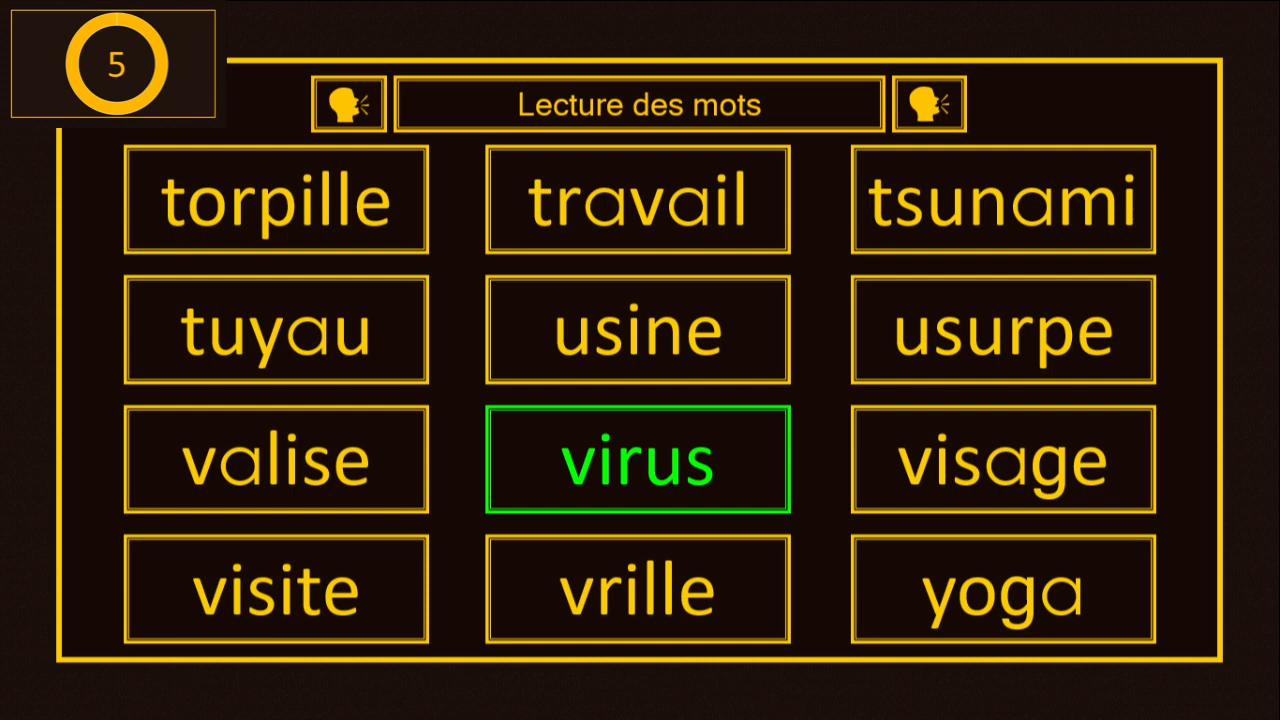 5
Lecture des mots
torpille travail tsunami
tuyau usine usurpe
valise virus visage
visite vrille yoga